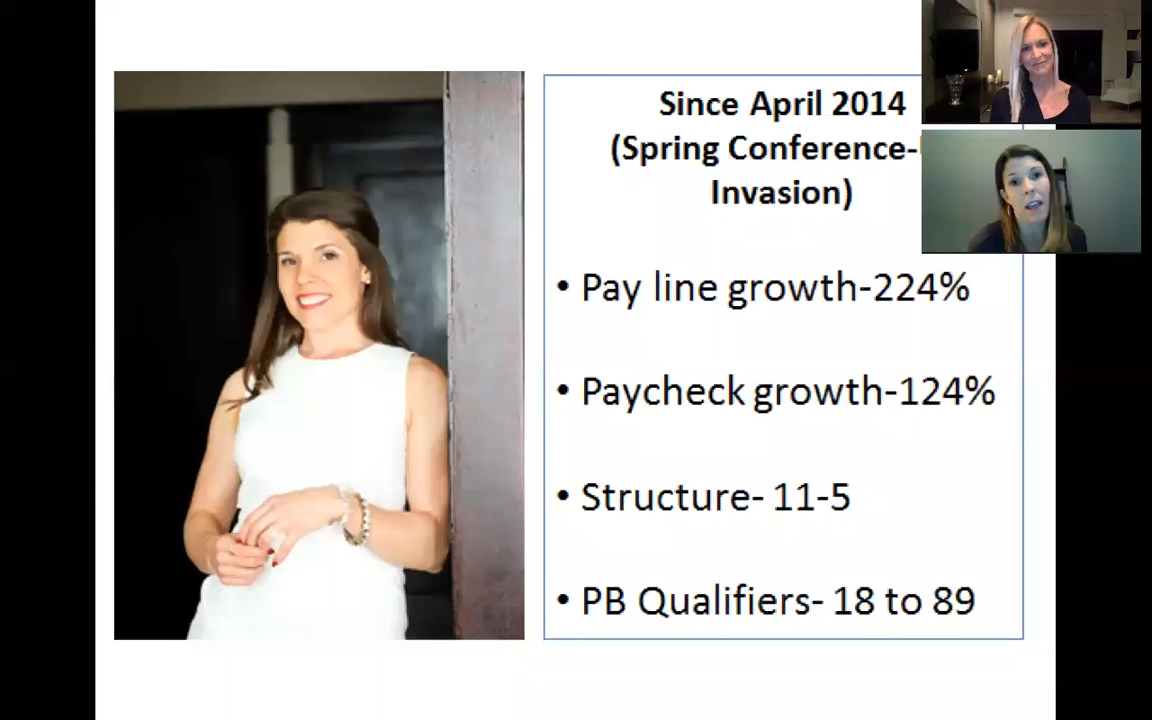 Since April 2014
(Spring Conference-
Invasion)
• Pay line growth-224%
• Paycheck growth-124%
• Structure- 11-5
• PB Qualifiers- 18 to 89